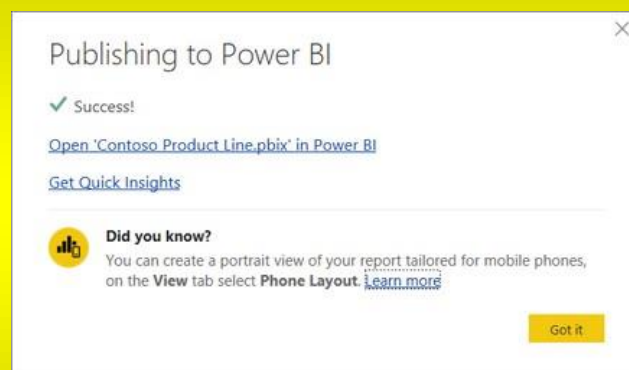 Publishing to Power BI
Success!
Open 'Contoso Product Line.pbix' in Power BI
Get Quick Insights
Did you know?
You can create a portrait view of your report tailored for mobile phones,
on the View tab select Phone Layout. Learn more
Got it